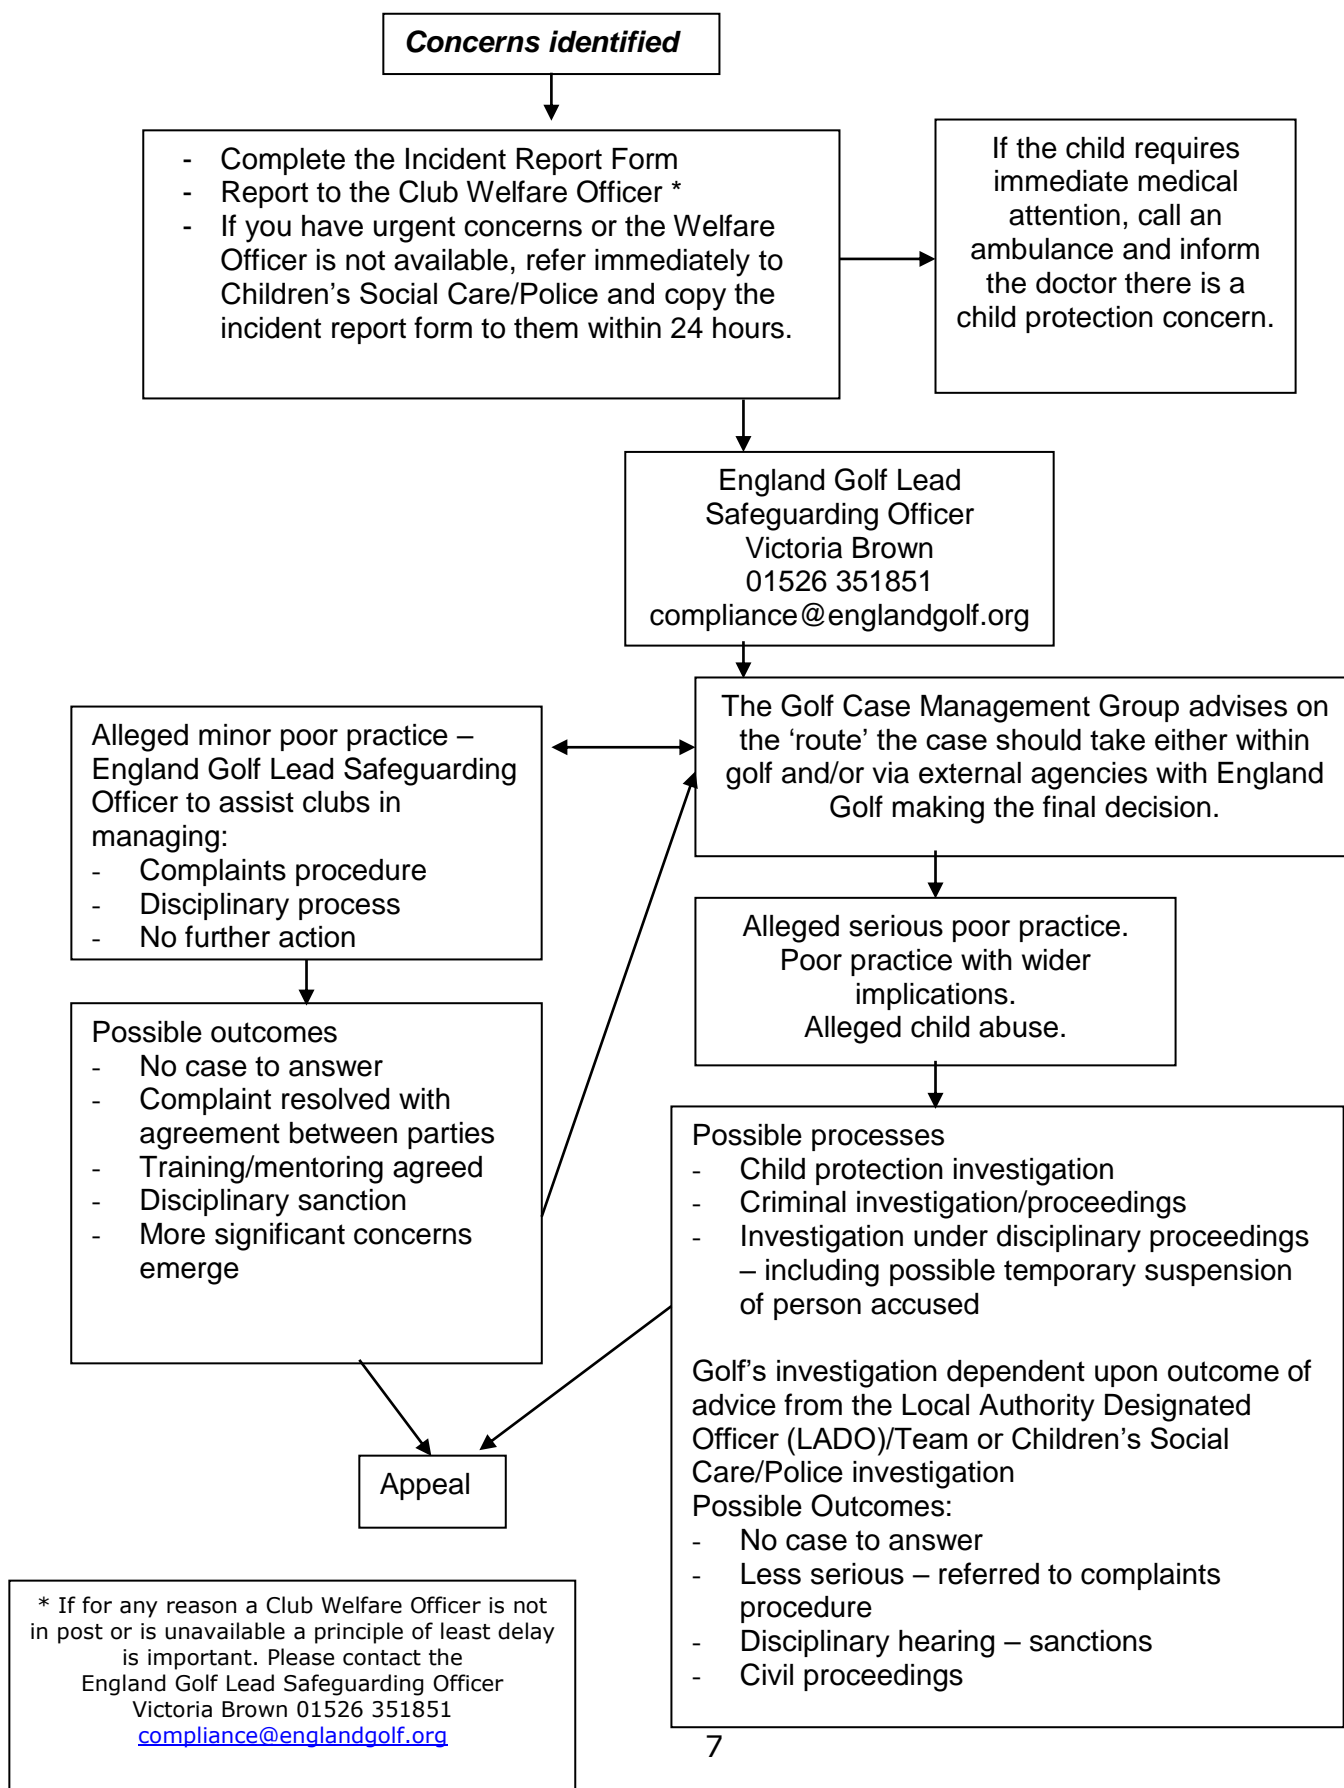 Concerns identified
- Complete the Incident Report Form
- Report to the Club Welfare Officer *
- If you have urgent concerns or the Welfare
Officer is not available, refer immediately to
Children's Social Care/Police and copy the
incident report form to them within 24 hours.
If the child requires
immediate medical
attention, call an
ambulance and inform
the doctor there is a
child protection concern.
England Golf Lead
Safeguarding Officer
Victoria Brown
01526 351851
compliance@englandgolf.org
The Golf Case Management Group advises on
the ‘route’ the case should take either within
golf and/or via external agencies with England
Golf making the final decision.
Alleged minor poor practice –
England Golf Lead Safeguarding
Officer to assist clubs in
managing:
- Complaints procedure
- Disciplinary process
- No further action
Alleged serious poor practice.
Poor practice with wider
implications.
Alleged child abuse.
Possible outcomes
- No case to answer
- Complaint resolved with
agreement between parties
- Training/mentoring agreed
- Disciplinary sanction
- More significant concerns
emerge
Possible processes
- Child protection investigation
- Criminal investigation/proceedings
- Investigation under disciplinary proceedings
– including possible temporary suspension
of person accused
Golf’s investigation dependent upon outcome of
advice from the Local Authority Designated
Officer (LADO)/Team or Children’s Social
Care/Police investigation
Possible Outcomes:
- No case to answer
- Less serious – referred to complaints
procedure
- Disciplinary hearing – sanctions
- Civil proceedings
Appeal
* If for any reason a Club Welfare Officer is not
in post or is unavailable a principle of least delay
is important. Please contact the
England Golf Lead Safeguarding Officer
Victoria Brown 01526 351851
compliance@englandgolf.org
7